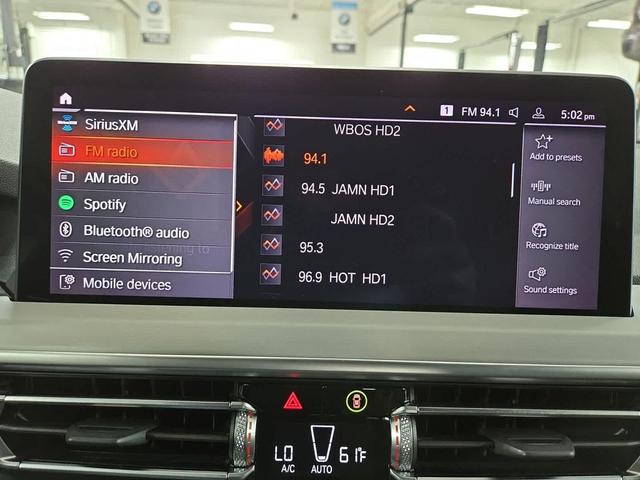 1 FM 94.1 5:02 pm
SiriusXM
FM radio
AM radio
Spotify
Bluetooth® audio
Screen Mirroring
Mobile devices
WBOS HD2
94.1
94.5 JAMN HD1
JAMN HD2
95.3
96.9 HOT HD1
Add to presets
Manual search
Recognize title
Sound settings
LO 61°F
A/C AUTO